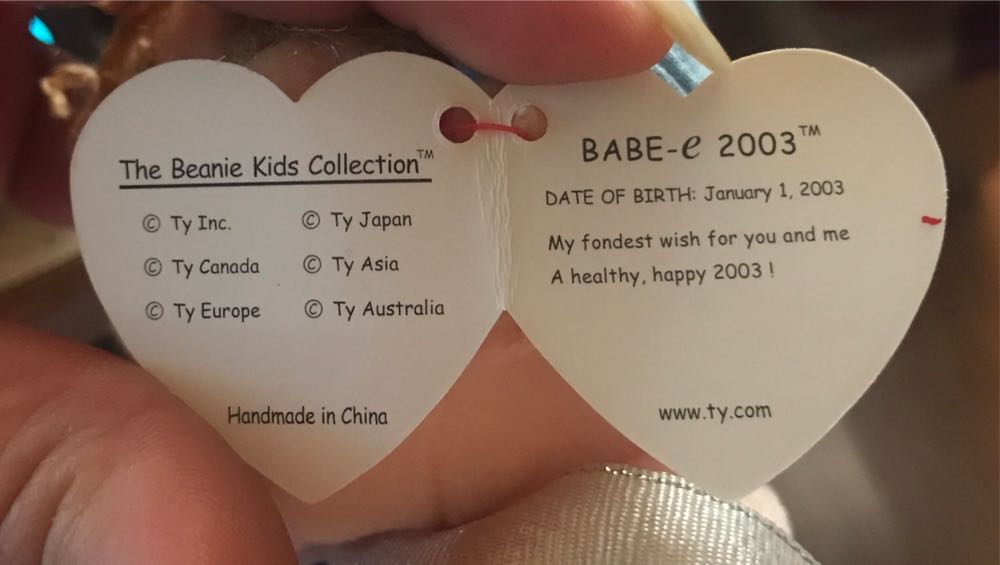 The Beanie Kids Collection™
© Ty Inc. © Ty Japan
© Ty Canada © Ty Asia
© Ty Europe © Ty Australia
Handmade in China
BABE-e 2003™
DATE OF BIRTH: January 1, 2003
My fondest wish for you and me
A healthy, happy 2003 !
www.ty.com